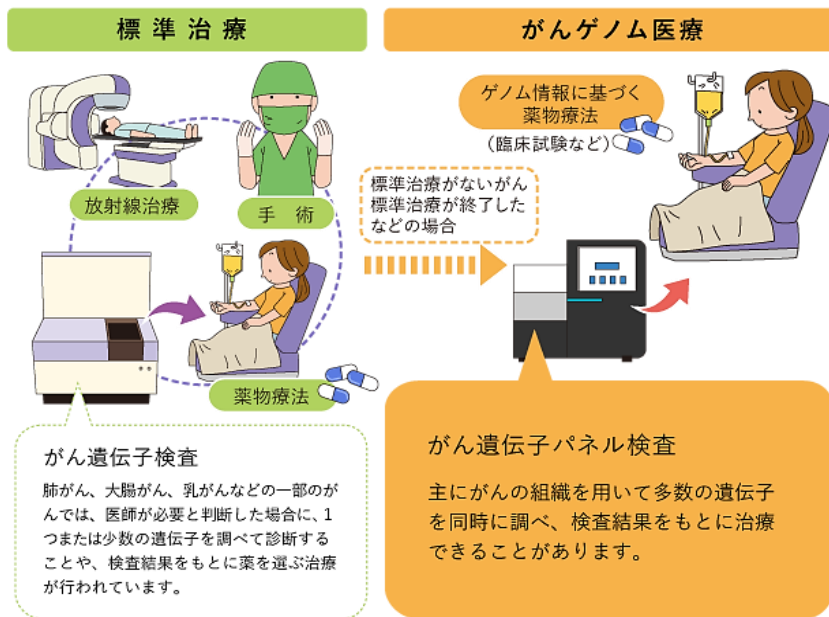 標準治療
がんゲノム医療
放射線治療
手　術
薬物療法
がん遺伝子検査
肺がん、大腸がん、乳がんなどの一部のが
んでは、医師が必要と判断した場合に、1
つまたは少数の遺伝子を調べて診断する
ことや、検査結果をもとに薬を選ぶ治療
が行われています。
標準治療がないがん
標準治療が終了した
などの場合
ゲノム情報に基づく
薬物療法
（臨床試験など）
がん遺伝子パネル検査
主にがんの組織を用いて多数の遺伝子
を同時に調べ、検査結果をもとに治療
できることがあります。